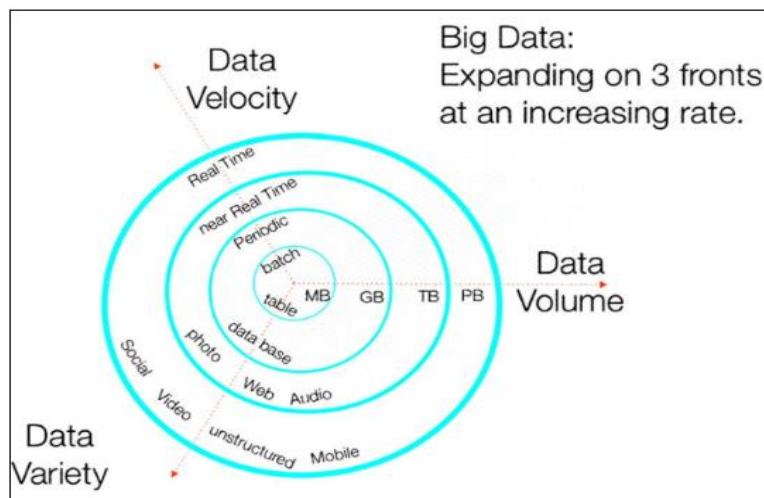 Big Data:
Expanding on 3 fronts
at an increasing rate.
Data
Velocity
Real Time
near Real Time
Periodic
batch
table
MB
GB
TB
PB
Data
Volume
data base
photo
Web
Audio
Social
Video
unstructured
Mobile
Data
Variety